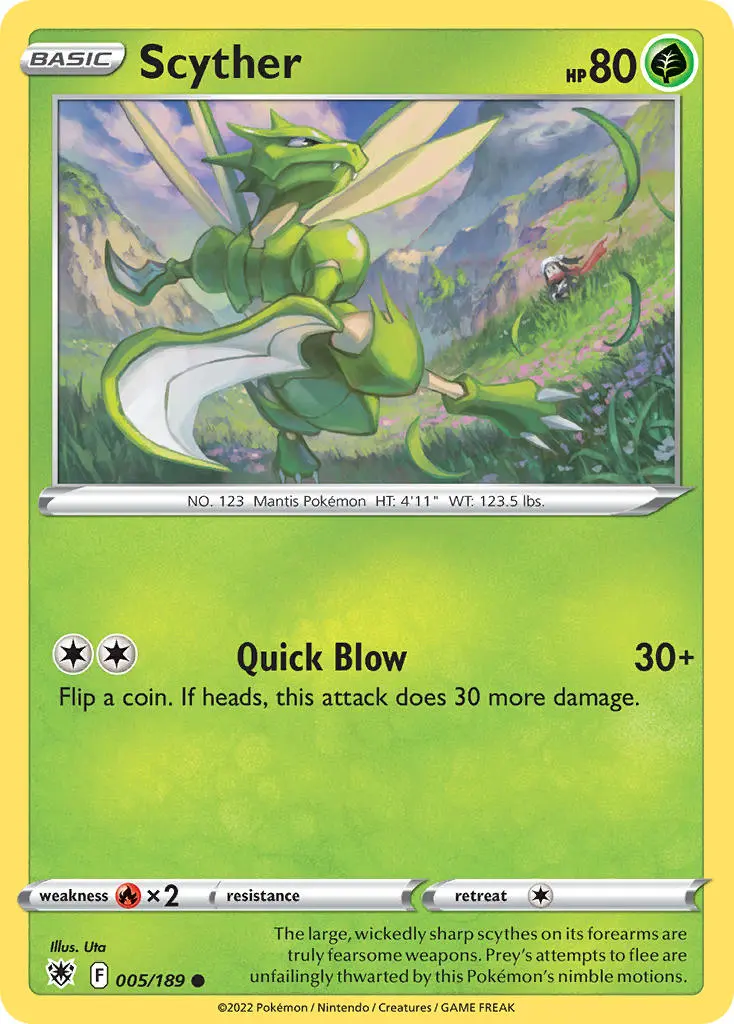 BASIC Scyther HP80
NO. 123 Mantis Pokémon HT: 4'11" WT: 123.5 lbs.
Quick Blow 30+
Flip a coin. If heads, this attack does 30 more damage.
weakness ×2 resistance retreat
Illus. Uta
The large, wickedly sharp scythes on its forearms are
truly fearsome weapons. Prey's attempts to flee are
unfailingly thwarted by this Pokémon's nimble motions.
F 005/189
©2022 Pokémon / Nintendo / Creatures / GAME FREAK